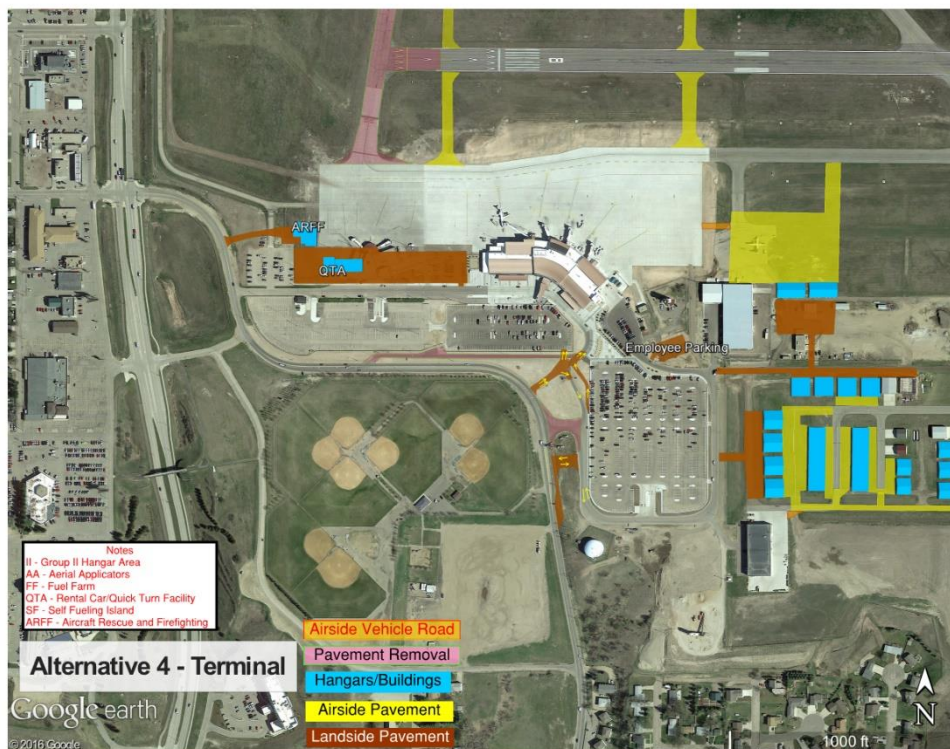 ARFF
QTA
Employee Parking
II
Notes
II - Group II Hangar Area
AA - Aerial Applicators
FF - Fuel Farm
QTA - Rental Car/Quick Turn Facility
SF - Self Fueling Island
ARFF - Aircraft Rescue and Firefighting
Alternative 4 - Terminal
Airside Vehicle Road
Pavement Removal
Hangars/Buildings
Airside Pavement
Landside Pavement
Google earth
© 2016 Google
1000 ft
N